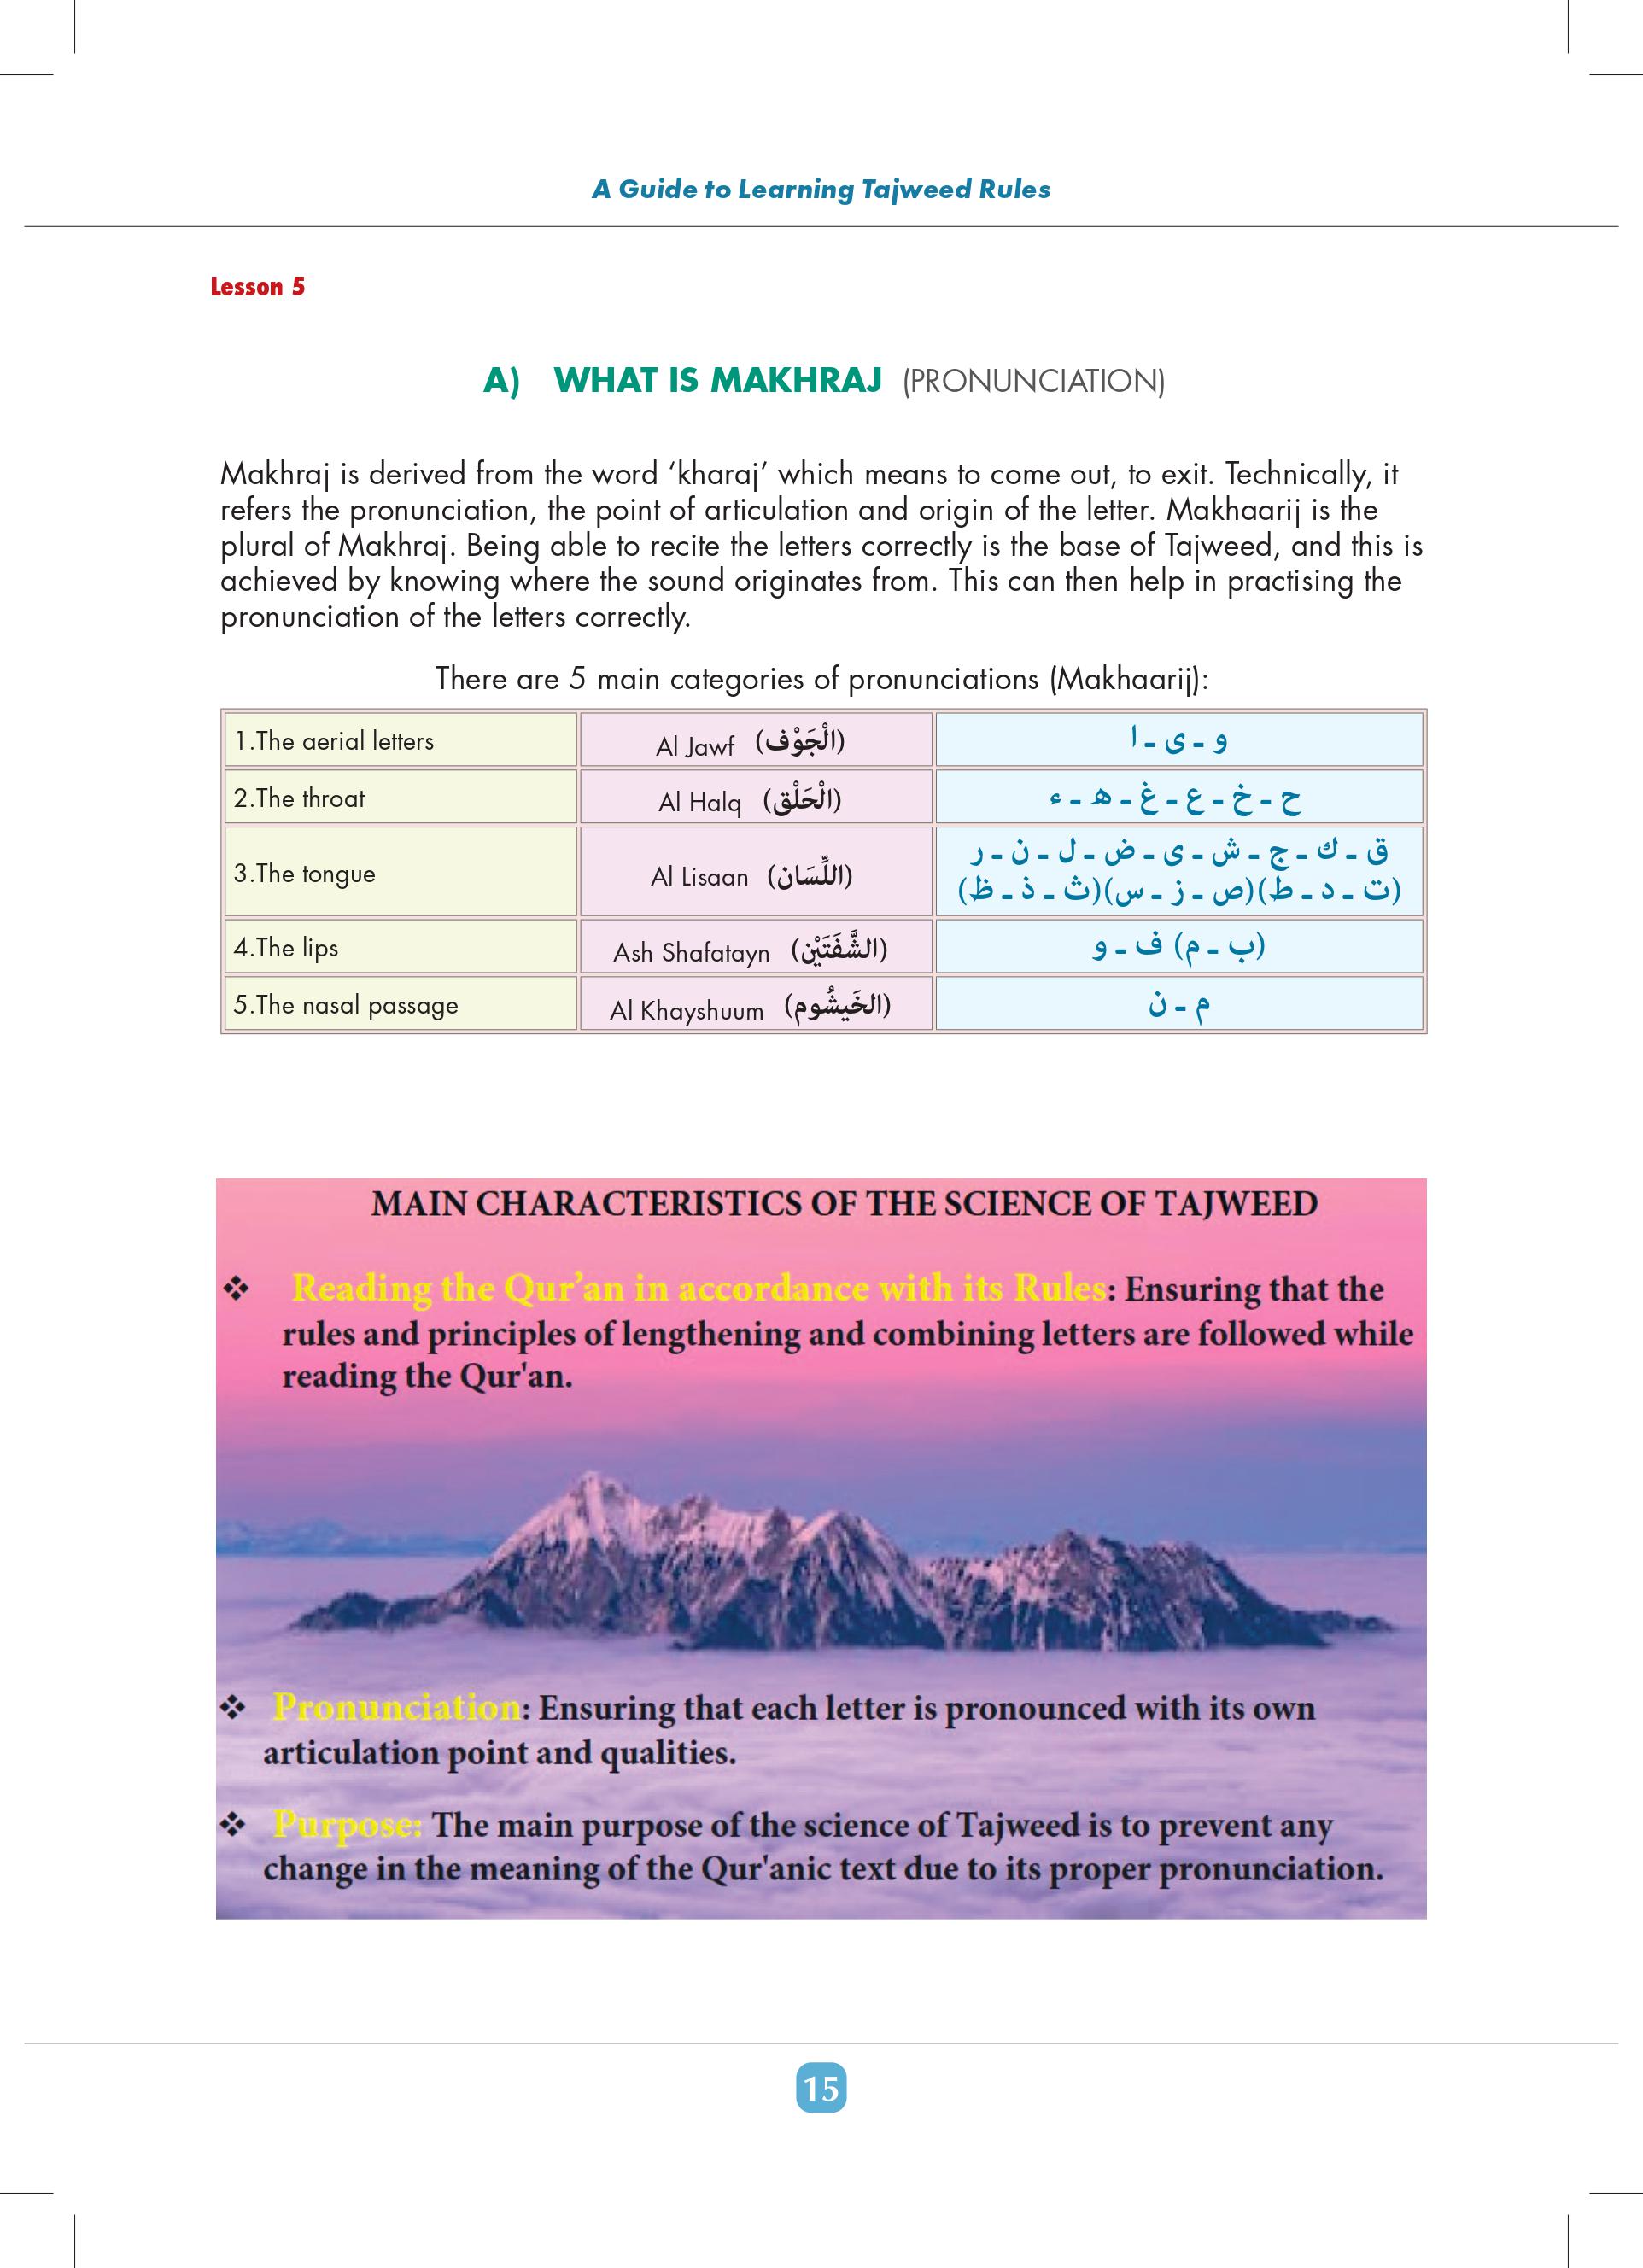 A Guide to Learning Tajweed Rules
Lesson 5
A) WHAT IS MAKHRAJ (PRONUNCIATION)
Makhraj is derived from the word ‘kharaj’ which means to come out, to exit. Technically, it
refers the pronunciation, the point of articulation and origin of the letter. Makhaarij is the
plural of Makhraj. Being able to recite the letters correctly is the base of Tajweed, and this is
achieved by knowing where the sound originates from. This can then help in practising the
pronunciation of the letters correctly.
There are 5 main categories of pronunciations (Makhaarij):
1.The aerial letters
Al Jawf (الْجَوْف)
و - ى - ا
2.The throat
Al Halq (الْحَلْق)
ح - خ - ع - غ - ه - ء
3.The tongue
Al Lisaan (اللِّسَان)
ق - ك - ج - ش - ى - ض - ل - ن - ر
(ت - د - ط)(ص - ز - س)(ث - ذ - ظ)
4.The lips
Ash Shafatayn (الشَّفَتَيْن)
(ب - م) ف - و
5.The nasal passage
Al Khayshuum (الخَيشُوم)
م - ن
MAIN CHARACTERISTICS OF THE SCIENCE OF TAJWEED
❖ Reading the Qur’an in accordance with its Rules: Ensuring that the
rules and principles of lengthening and combining letters are followed while
reading the Qur'an.
❖ Pronunciation: Ensuring that each letter is pronounced with its own
articulation point and qualities.
❖ Purpose: The main purpose of the science of Tajweed is to prevent any
change in the meaning of the Qur'anic text due to its proper pronunciation.
15